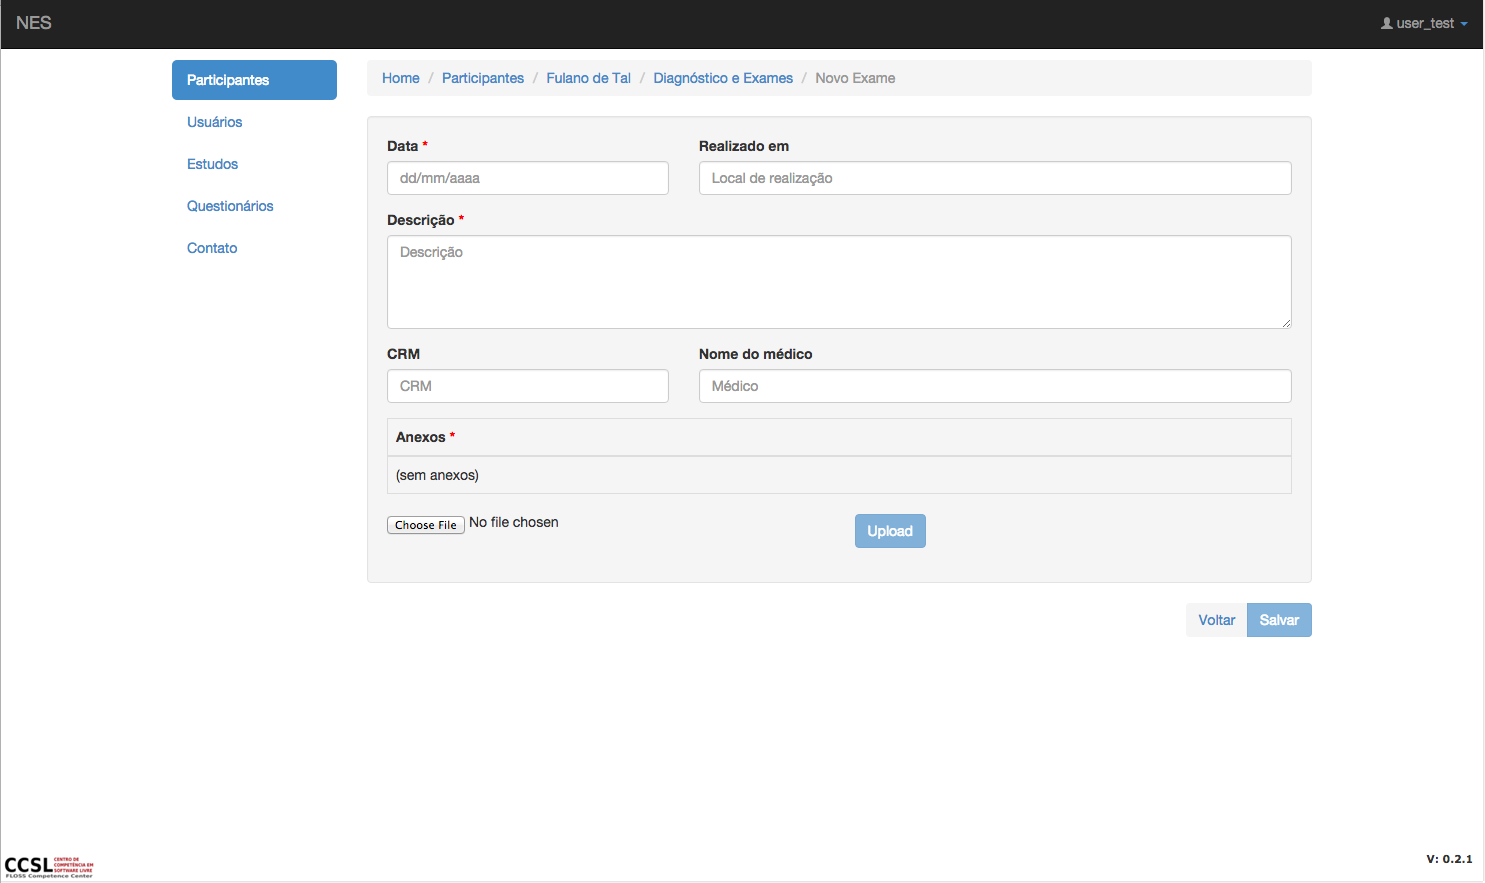 NES
user_test
Participantes
Usuários
Estudos
Questionários
Contato
Home / Participantes / Fulano de Tal / Diagnóstico e Exames / Novo Exame
Data * Realizado em
dd/mm/aaaa Local de realização
Descrição *
Descrição
CRM Nome do médico
CRM Médico
Anexos *
(sem anexos)
Choose File No file chosen Upload
Voltar Salvar
CCSL
CENTRO DE
COMPETÊNCIA EM
SOFTWARE LIVRE
FLOSS Competence Center
V: 0.2.1